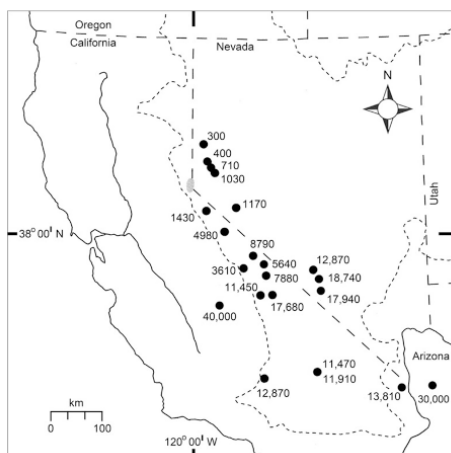 Oregon
California
Nevada
N
300
400
710
1030
Utah
1430
1170
38° 00' N
4980
8790
5640
12,870
3610
7880
18,740
11,450
17,940
40,000
17,680
Arizona
11,470
11,910
12,870
13,810
30,000
km
0
100
120° 00' W